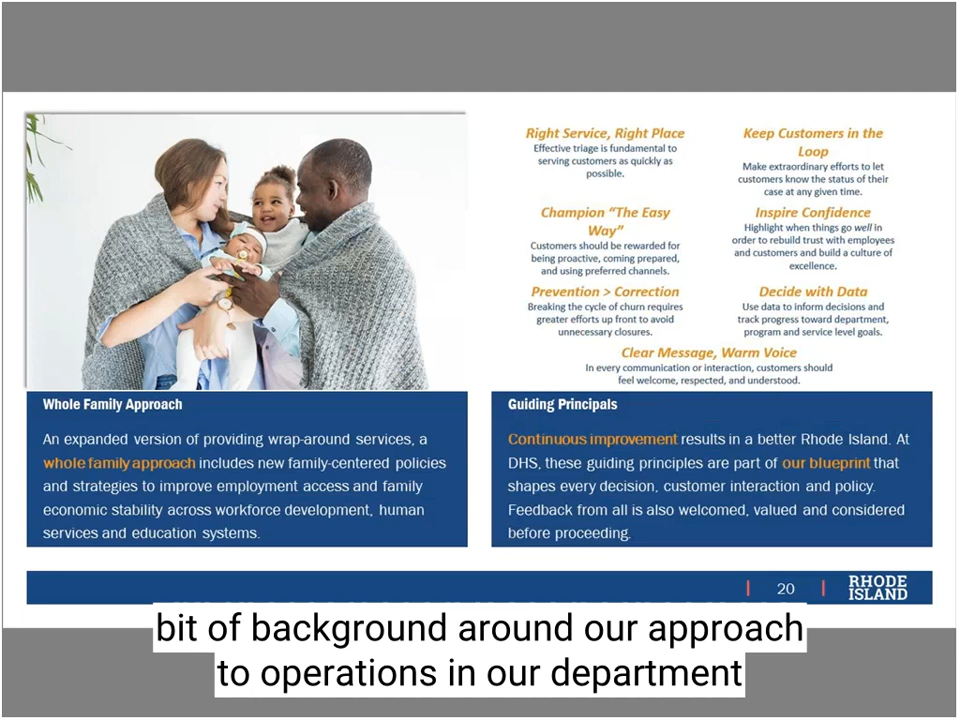 Right Service, Right Place
Effective triage is fundamental to
serving customers as quickly as
possible.
Keep Customers in the
Loop
Make extraordinary efforts to let
customers know the status of their
case at any given time.
Champion “The Easy
Way”
Customers should be rewarded for
being proactive, coming prepared,
and using preferred channels.
Inspire Confidence
Highlight when things go well in
order to rebuild trust with employees
and customers and build a culture of
excellence.
Prevention > Correction
Breaking the cycle of churn requires
greater efforts up front to avoid
unnecessary closures.
Decide with Data
Use data to inform decisions and
track progress toward department,
program and service level goals.
Clear Message, Warm Voice
In every communication or interaction, customers should
feel welcome, respected, and understood.
Whole Family Approach
An expanded version of providing wrap-around services, a
whole family approach includes new family-centered policies
and strategies to improve employment access and family
economic stability across workforce development, human
services and education systems.
Guiding Principals
Continuous improvement results in a better Rhode Island. At
DHS, these guiding principles are part of our blueprint that
shapes every decision, customer interaction and policy.
Feedback from all is also welcomed, valued and considered
before proceeding.
20
RHODE
ISLAND
bit of background around our approach
to operations in our department